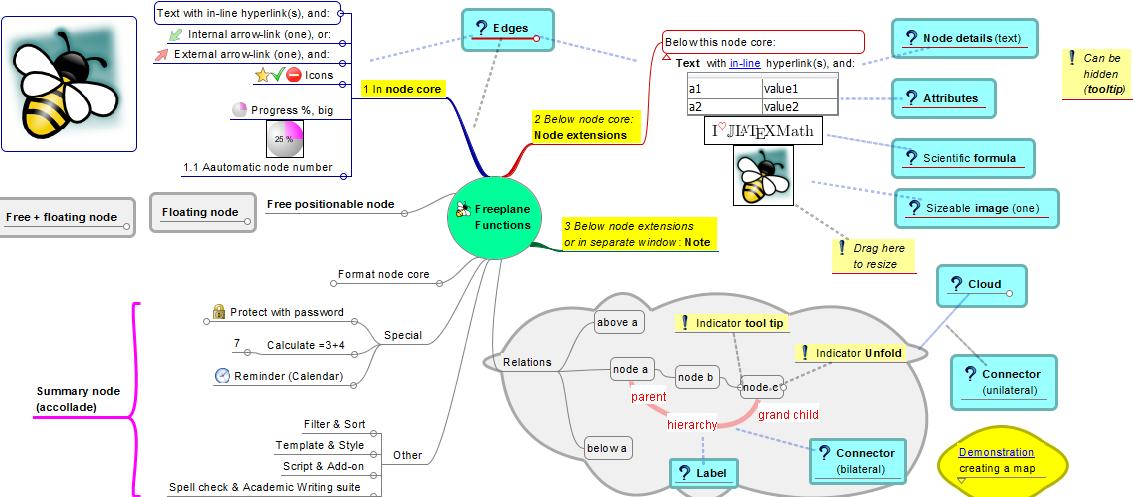 Text with in-line hyperlink(s), and:
Internal arrow-link (one), or:
External arrow-link (one), and:
Icons
Progress %, big
25 %
1.1 Aautomatic node number
1 In node core
Edges
2 Below node core:
Node extensions
Below this node core:
Text with in-line hyperlink(s), and:
a1 value1
a2 value2
I♡JLATEXMath
Node details (text)
Attributes
Scientific formula
Sizeable image (one)
Can be
hidden
(tooltip)
Drag here
to resize
Free + floating node
Floating node
Free positionable node
Freeplane
Functions
3 Below node extensions
or in separate window: Note
Format node core
Protect with password
7
Calculate =3+4
Reminder (Calendar)
Special
Summary node
(accollade)
Filter & Sort
Template & Style
Script & Add-on
Spell check & Academic Writing suite
Other
Relations
above a
node a
node b
node c
below a
Indicator tool tip
Indicator Unfold
parent
hierarchy
grand child
Cloud
Connector
(unilateral)
Connector
(bilateral)
Label
Demonstration
creating a map